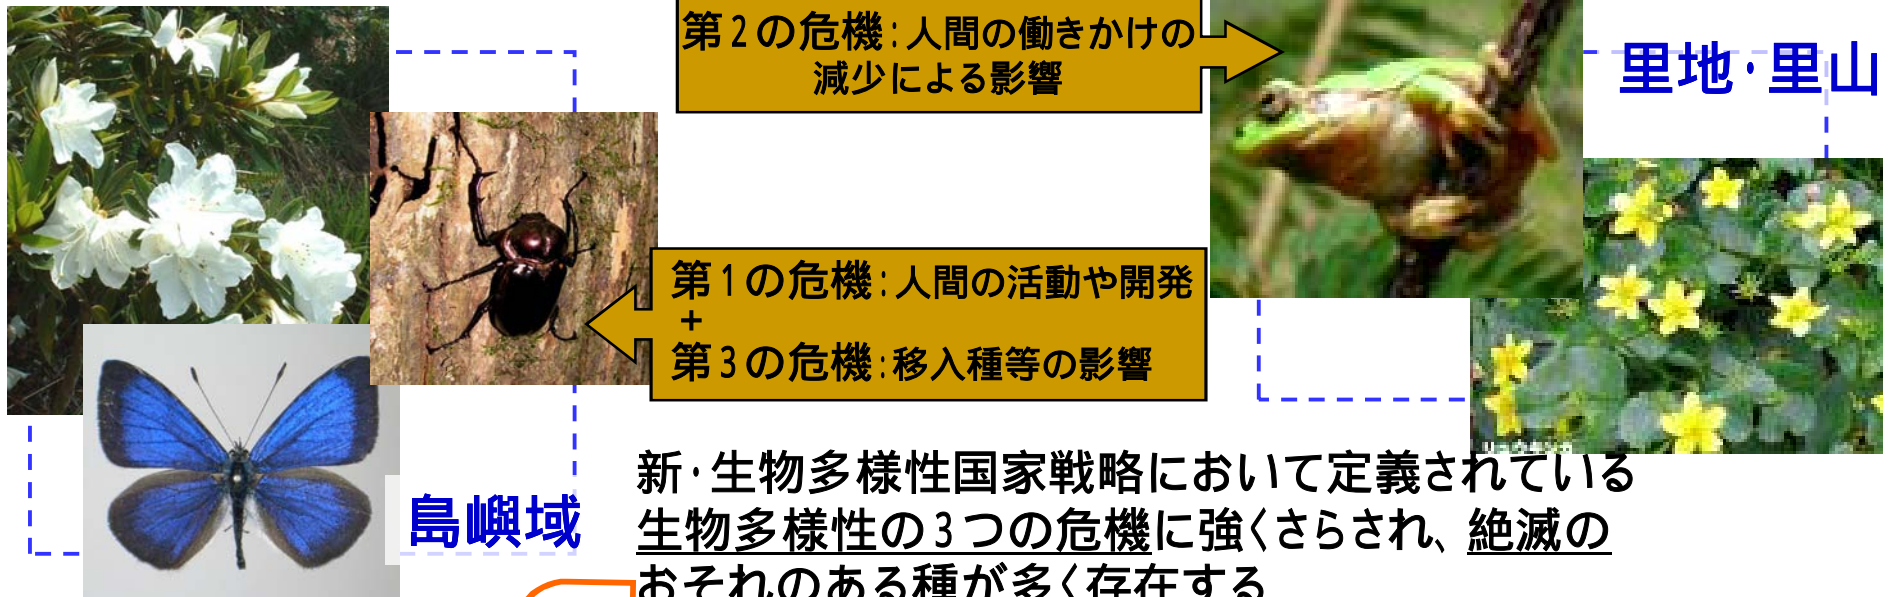 第２の危機：人間の働きかけの
減少による影響
里地・里山
第１の危機：人間の活動や開発
＋
第３の危機：移入種等の影響
島嶼域
新・生物多様性国家戦略において定義されている
生物多様性の３つの危機に強くさらされ、絶滅の
おそれのある種が多く存在する